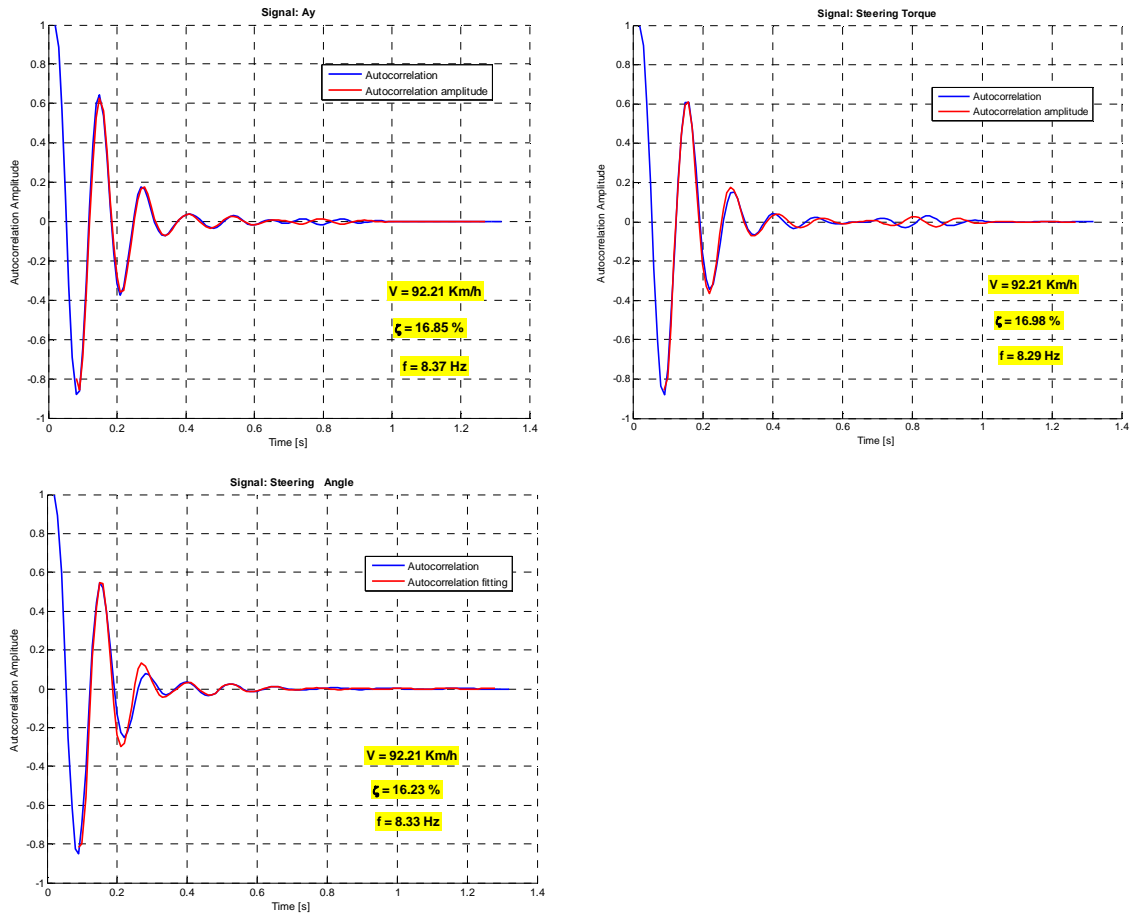 Signal: Ay
1
0.8
0.6
0.4
0.2
0
-0.2
-0.4
-0.6
-0.8
-1
Autocorrelation Amplitude
Autocorrelation
Autocorrelation amplitude
V = 92.21 Km/h
ζ = 16.85 %
f = 8.37 Hz
0 0.2 0.4 0.6 0.8 1 1.2 1.4
Time [s]
Signal: Steering Torque
1
0.8
0.6
0.4
0.2
0
-0.2
-0.4
-0.6
-0.8
-1
Autocorrelation Amplitude
Autocorrelation
Autocorrelation amplitude
V = 92.21 Km/h
ζ = 16.98 %
f = 8.29 Hz
0 0.2 0.4 0.6 0.8 1 1.2 1.4
Time [s]
Signal: Steering Angle
1
0.8
0.6
0.4
0.2
0
-0.2
-0.4
-0.6
-0.8
-1
Autocorrelation Amplitude
Autocorrelation
Autocorrelation fitting
V = 92.21 Km/h
ζ = 16.23 %
f = 8.33 Hz
0 0.2 0.4 0.6 0.8 1 1.2 1.4
Time [s]